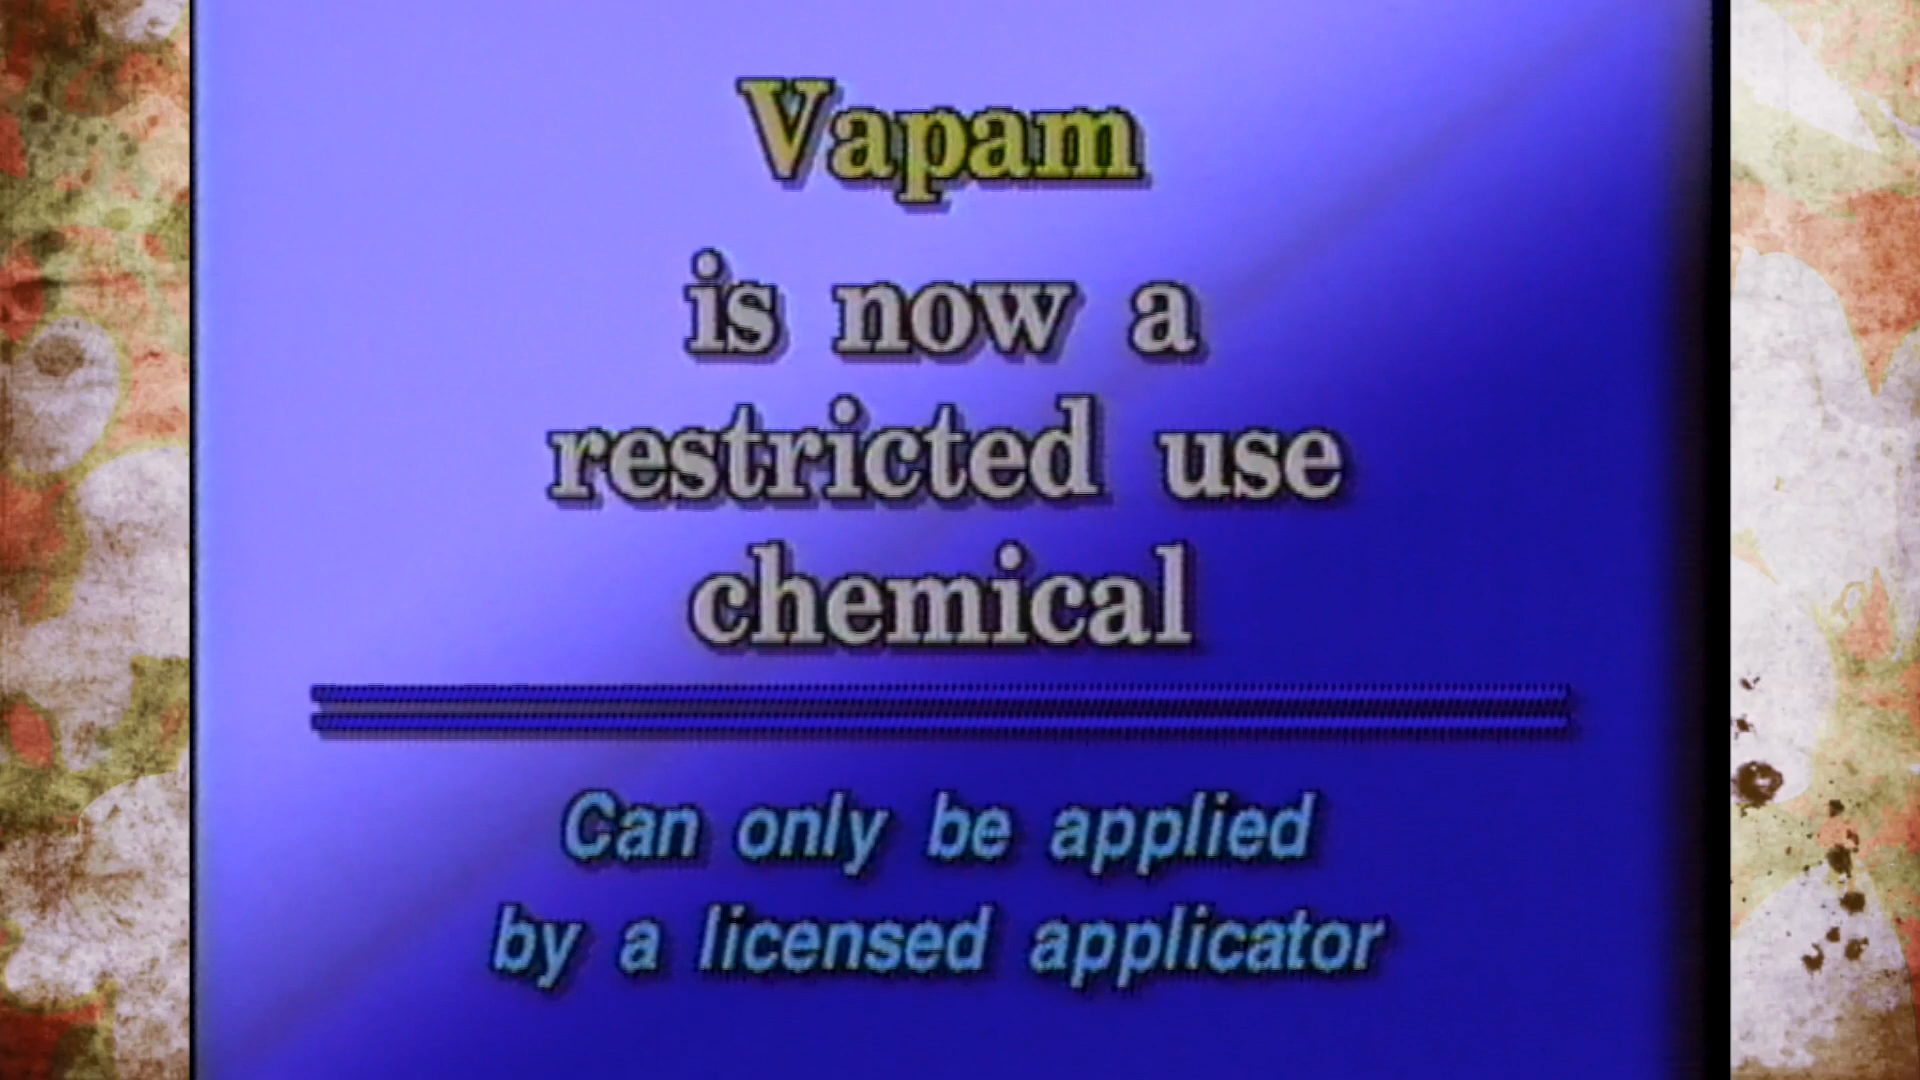 Vapam
is now a
restricted use
chemical
Can only be applied
by a licensed applicator